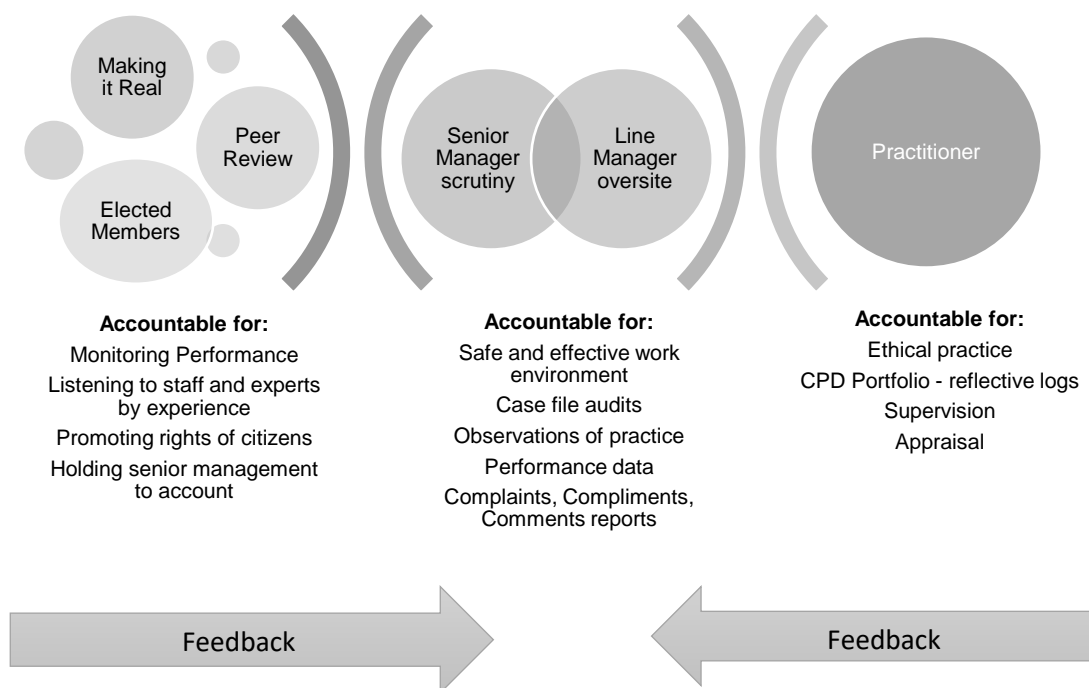 Making
it Real
Peer
Review
Elected
Members
Senior
Manager
scrutiny
Line
Manager
oversite
Practitioner
Accountable for:
Monitoring Performance
Listening to staff and experts
by experience
Promoting rights of citizens
Holding senior management
to account
Accountable for:
Safe and effective work
environment
Case file audits
Observations of practice
Performance data
Complaints, Compliments,
Comments reports
Accountable for:
Ethical practice
CPD Portfolio - reflective logs
Supervision
Appraisal
Feedback
Feedback